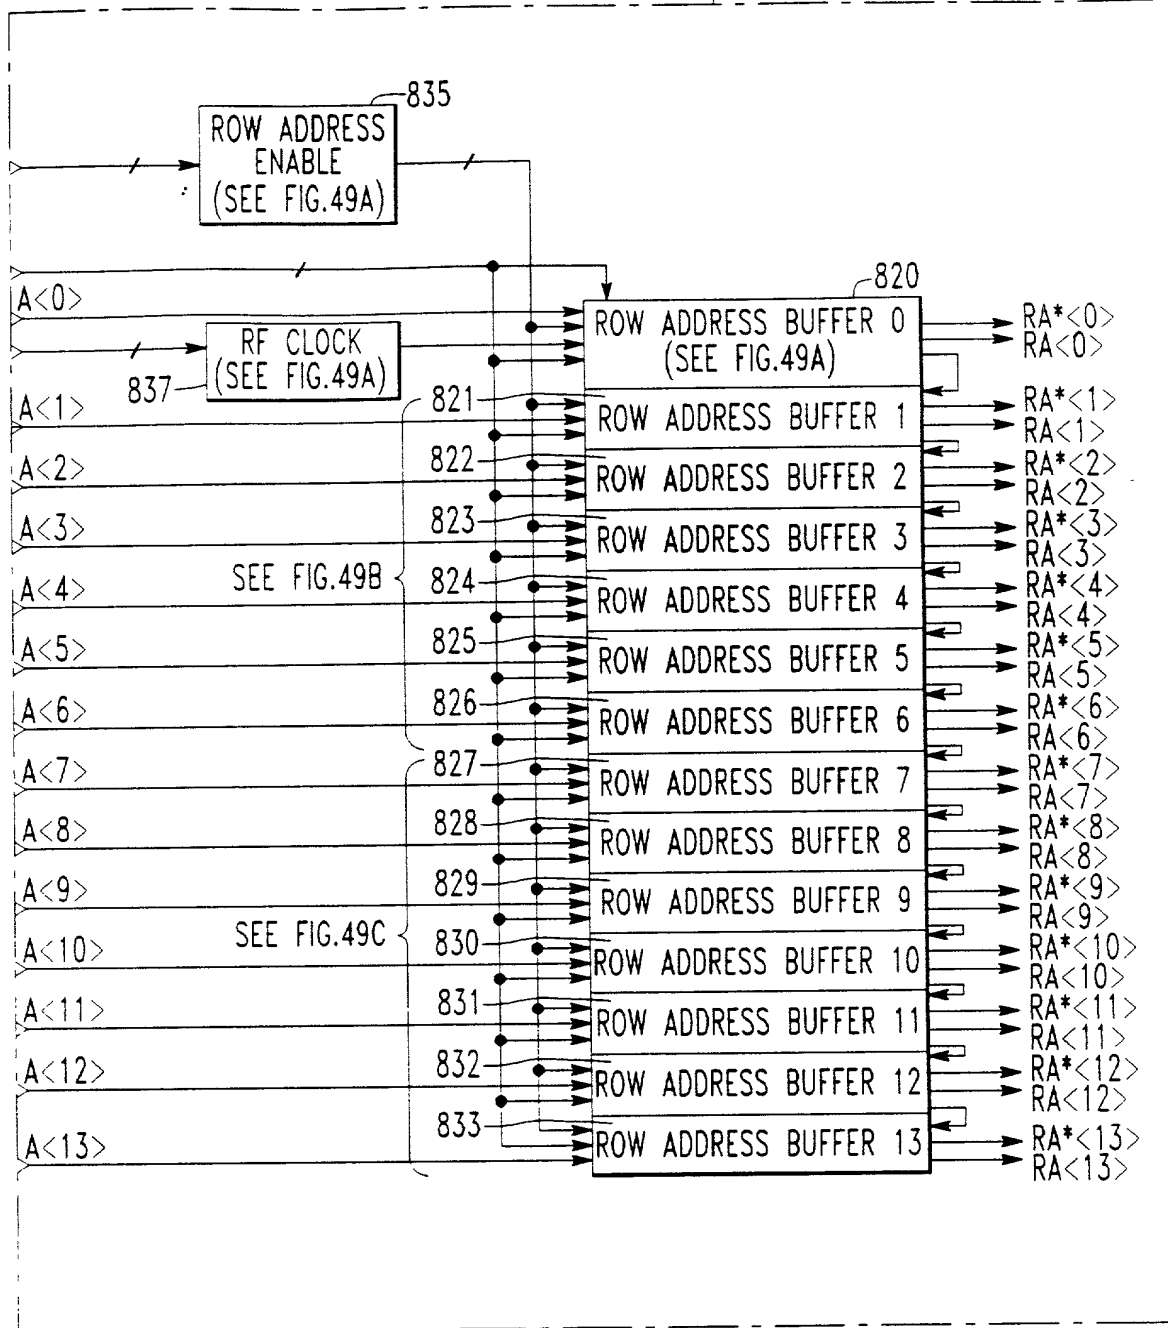 835
ROW ADDRESS
ENABLE
(SEE FIG.49A)
820
A<0>
ROW ADDRESS BUFFER 0
(SEE FIG.49A)
RA*<0>
RA<0>
RF CLOCK
(SEE FIG.49A)
837
A<1>
821
ROW ADDRESS BUFFER 1
RA*<1>
RA<1>
A<2>
822
ROW ADDRESS BUFFER 2
RA*<2>
RA<2>
A<3>
823
ROW ADDRESS BUFFER 3
RA*<3>
RA<3>
SEE FIG.49B
A<4>
824
ROW ADDRESS BUFFER 4
RA*<4>
RA<4>
A<5>
825
ROW ADDRESS BUFFER 5
RA*<5>
RA<5>
A<6>
826
ROW ADDRESS BUFFER 6
RA*<6>
RA<6>
A<7>
827
ROW ADDRESS BUFFER 7
RA*<7>
RA<7>
A<8>
828
ROW ADDRESS BUFFER 8
RA*<8>
RA<8>
A<9>
829
ROW ADDRESS BUFFER 9
RA*<9>
RA<9>
SEE FIG.49C
A<10>
830
ROW ADDRESS BUFFER 10
RA*<10>
RA<10>
A<11>
831
ROW ADDRESS BUFFER 11
RA*<11>
RA<11>
A<12>
832
ROW ADDRESS BUFFER 12
RA*<12>
RA<12>
A<13>
833
ROW ADDRESS BUFFER 13
RA*<13>
RA<13>